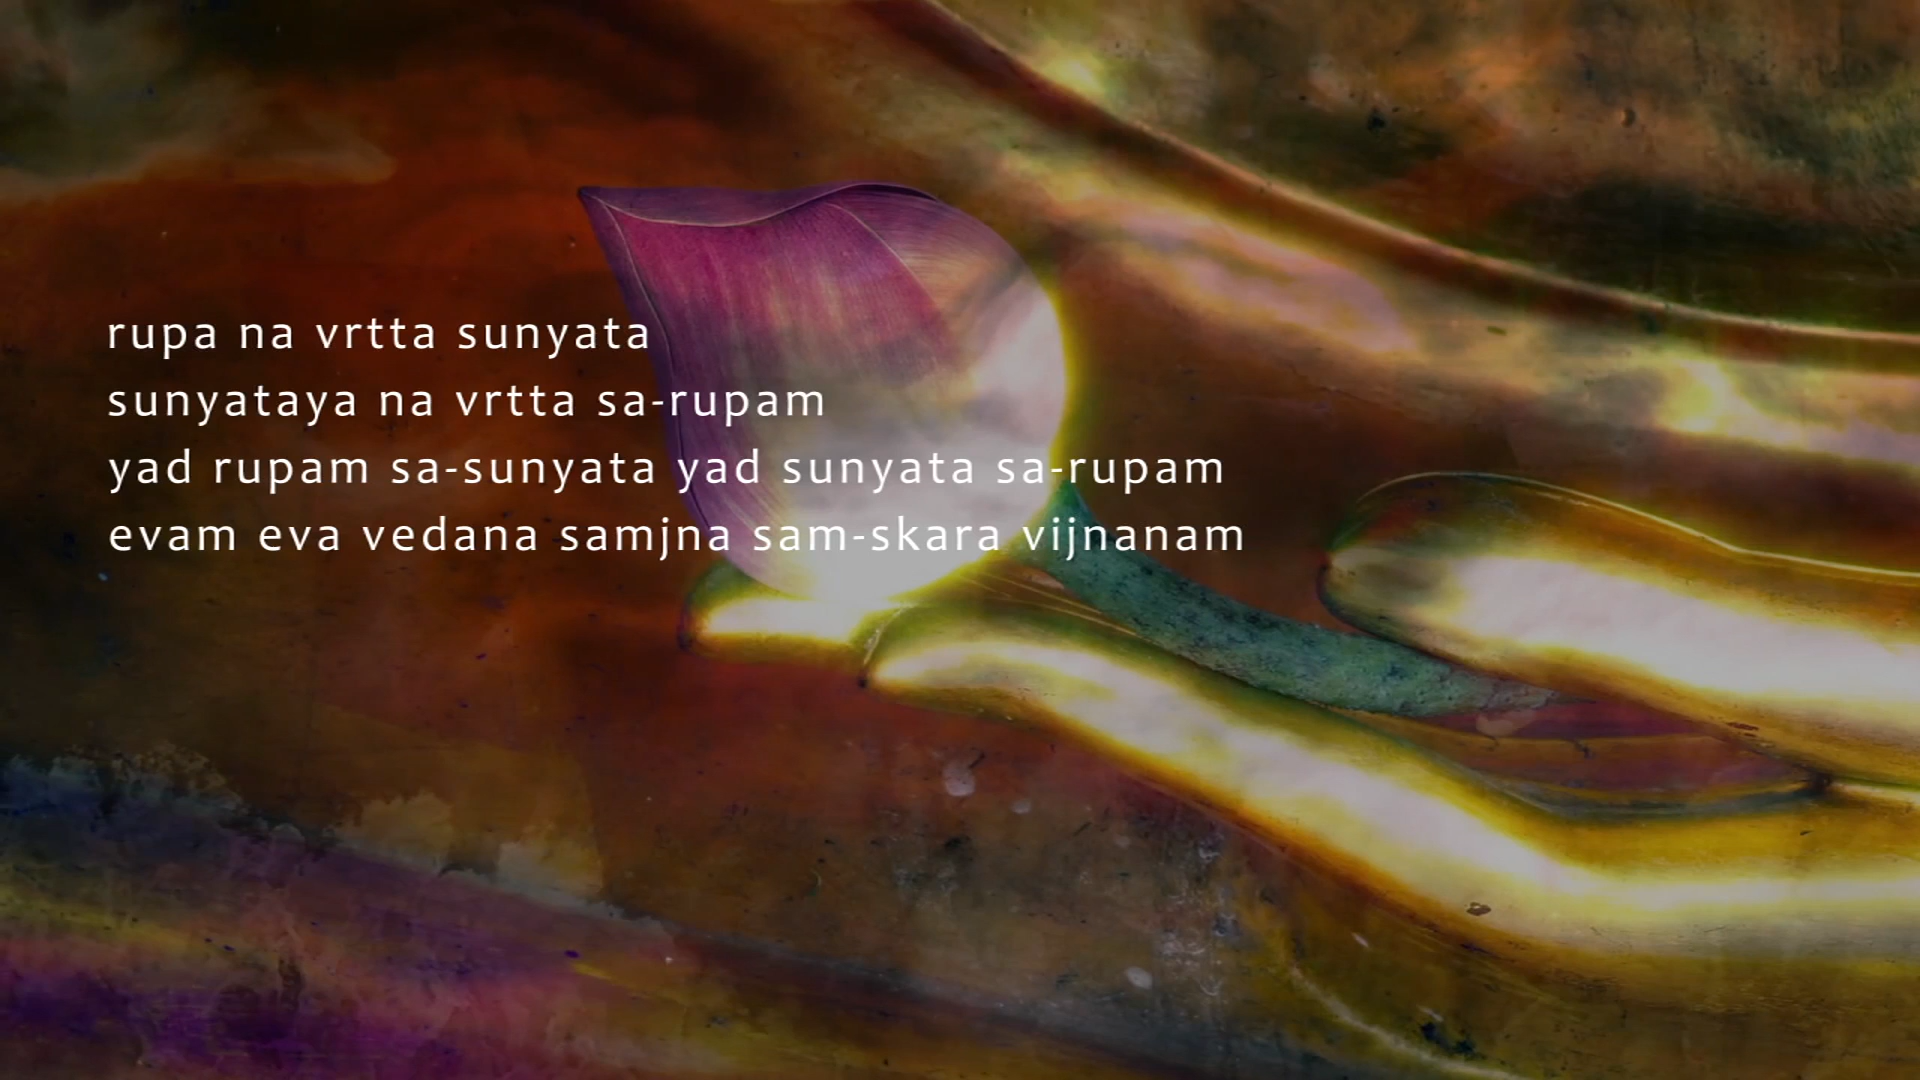 rupa na vrtta sunyata
sunyataya na vrtta sa-rupam
yad rupam sa-sunyata yad sunyata sa-rupam
evam eva vedana samjna sam-skara vijnanam